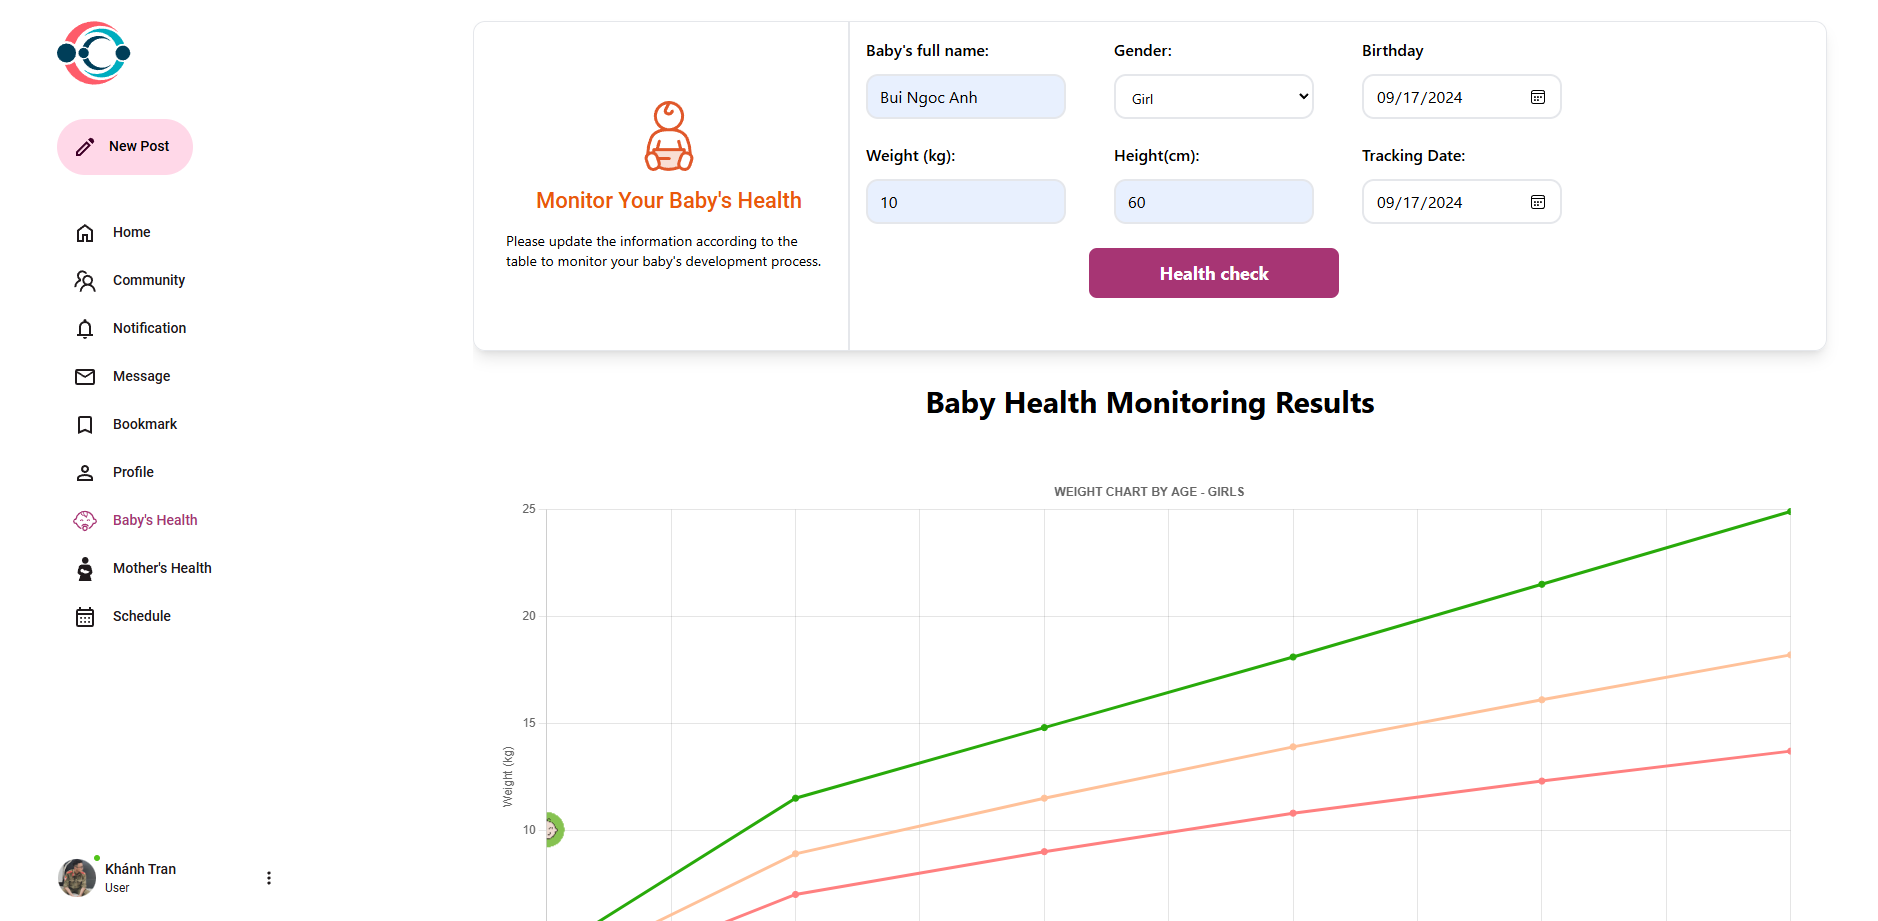 New Post
Home
Community
Notification
Message
Bookmark
Profile
Baby's Health
Mother's Health
Schedule
Khánh Tran
User
Monitor Your Baby's Health
Please update the information according to the
table to monitor your baby's development process.
Baby's full name:
Gender:
Birthday
Bui Ngoc Anh
Girl
09/17/2024
Weight (kg):
Height(cm):
Tracking Date:
10
60
09/17/2024
Health check
Baby Health Monitoring Results
WEIGHT CHART BY AGE - GIRLS
25
20
15
Weight (kg)
10